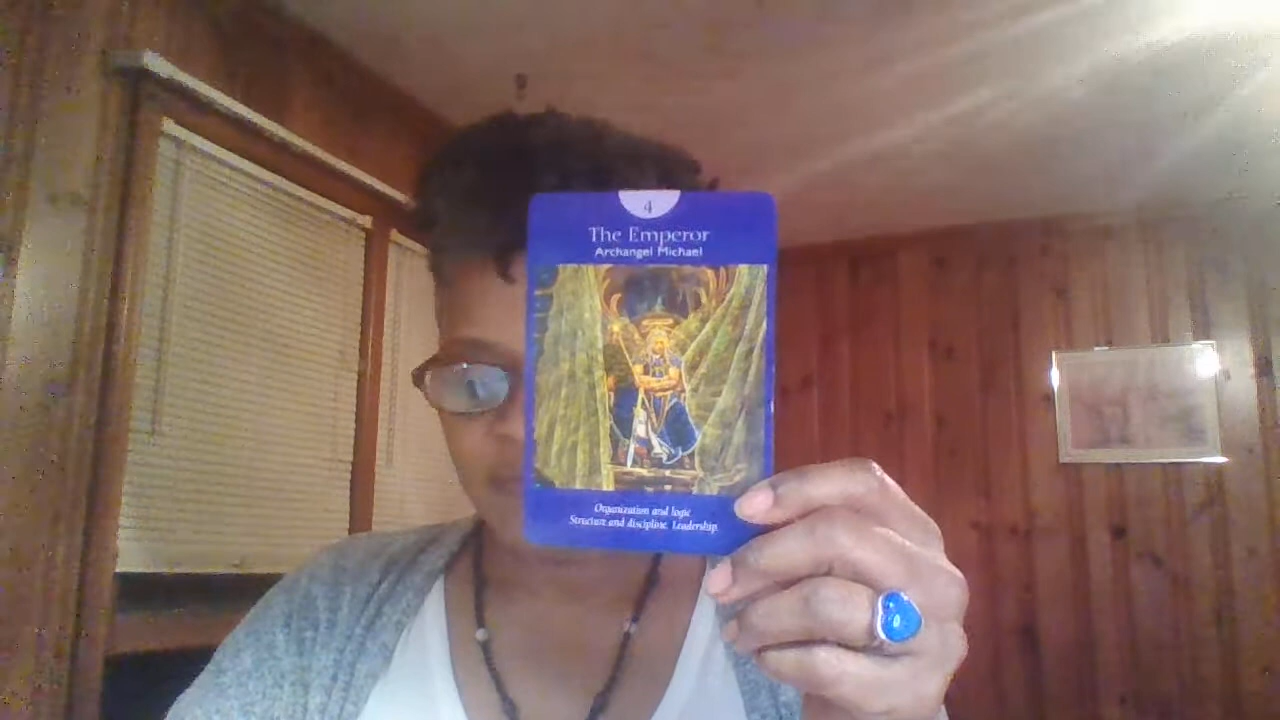 4
The Emperor
Archangel Michael
Organization and logic
Structure and discipline. Leadership.